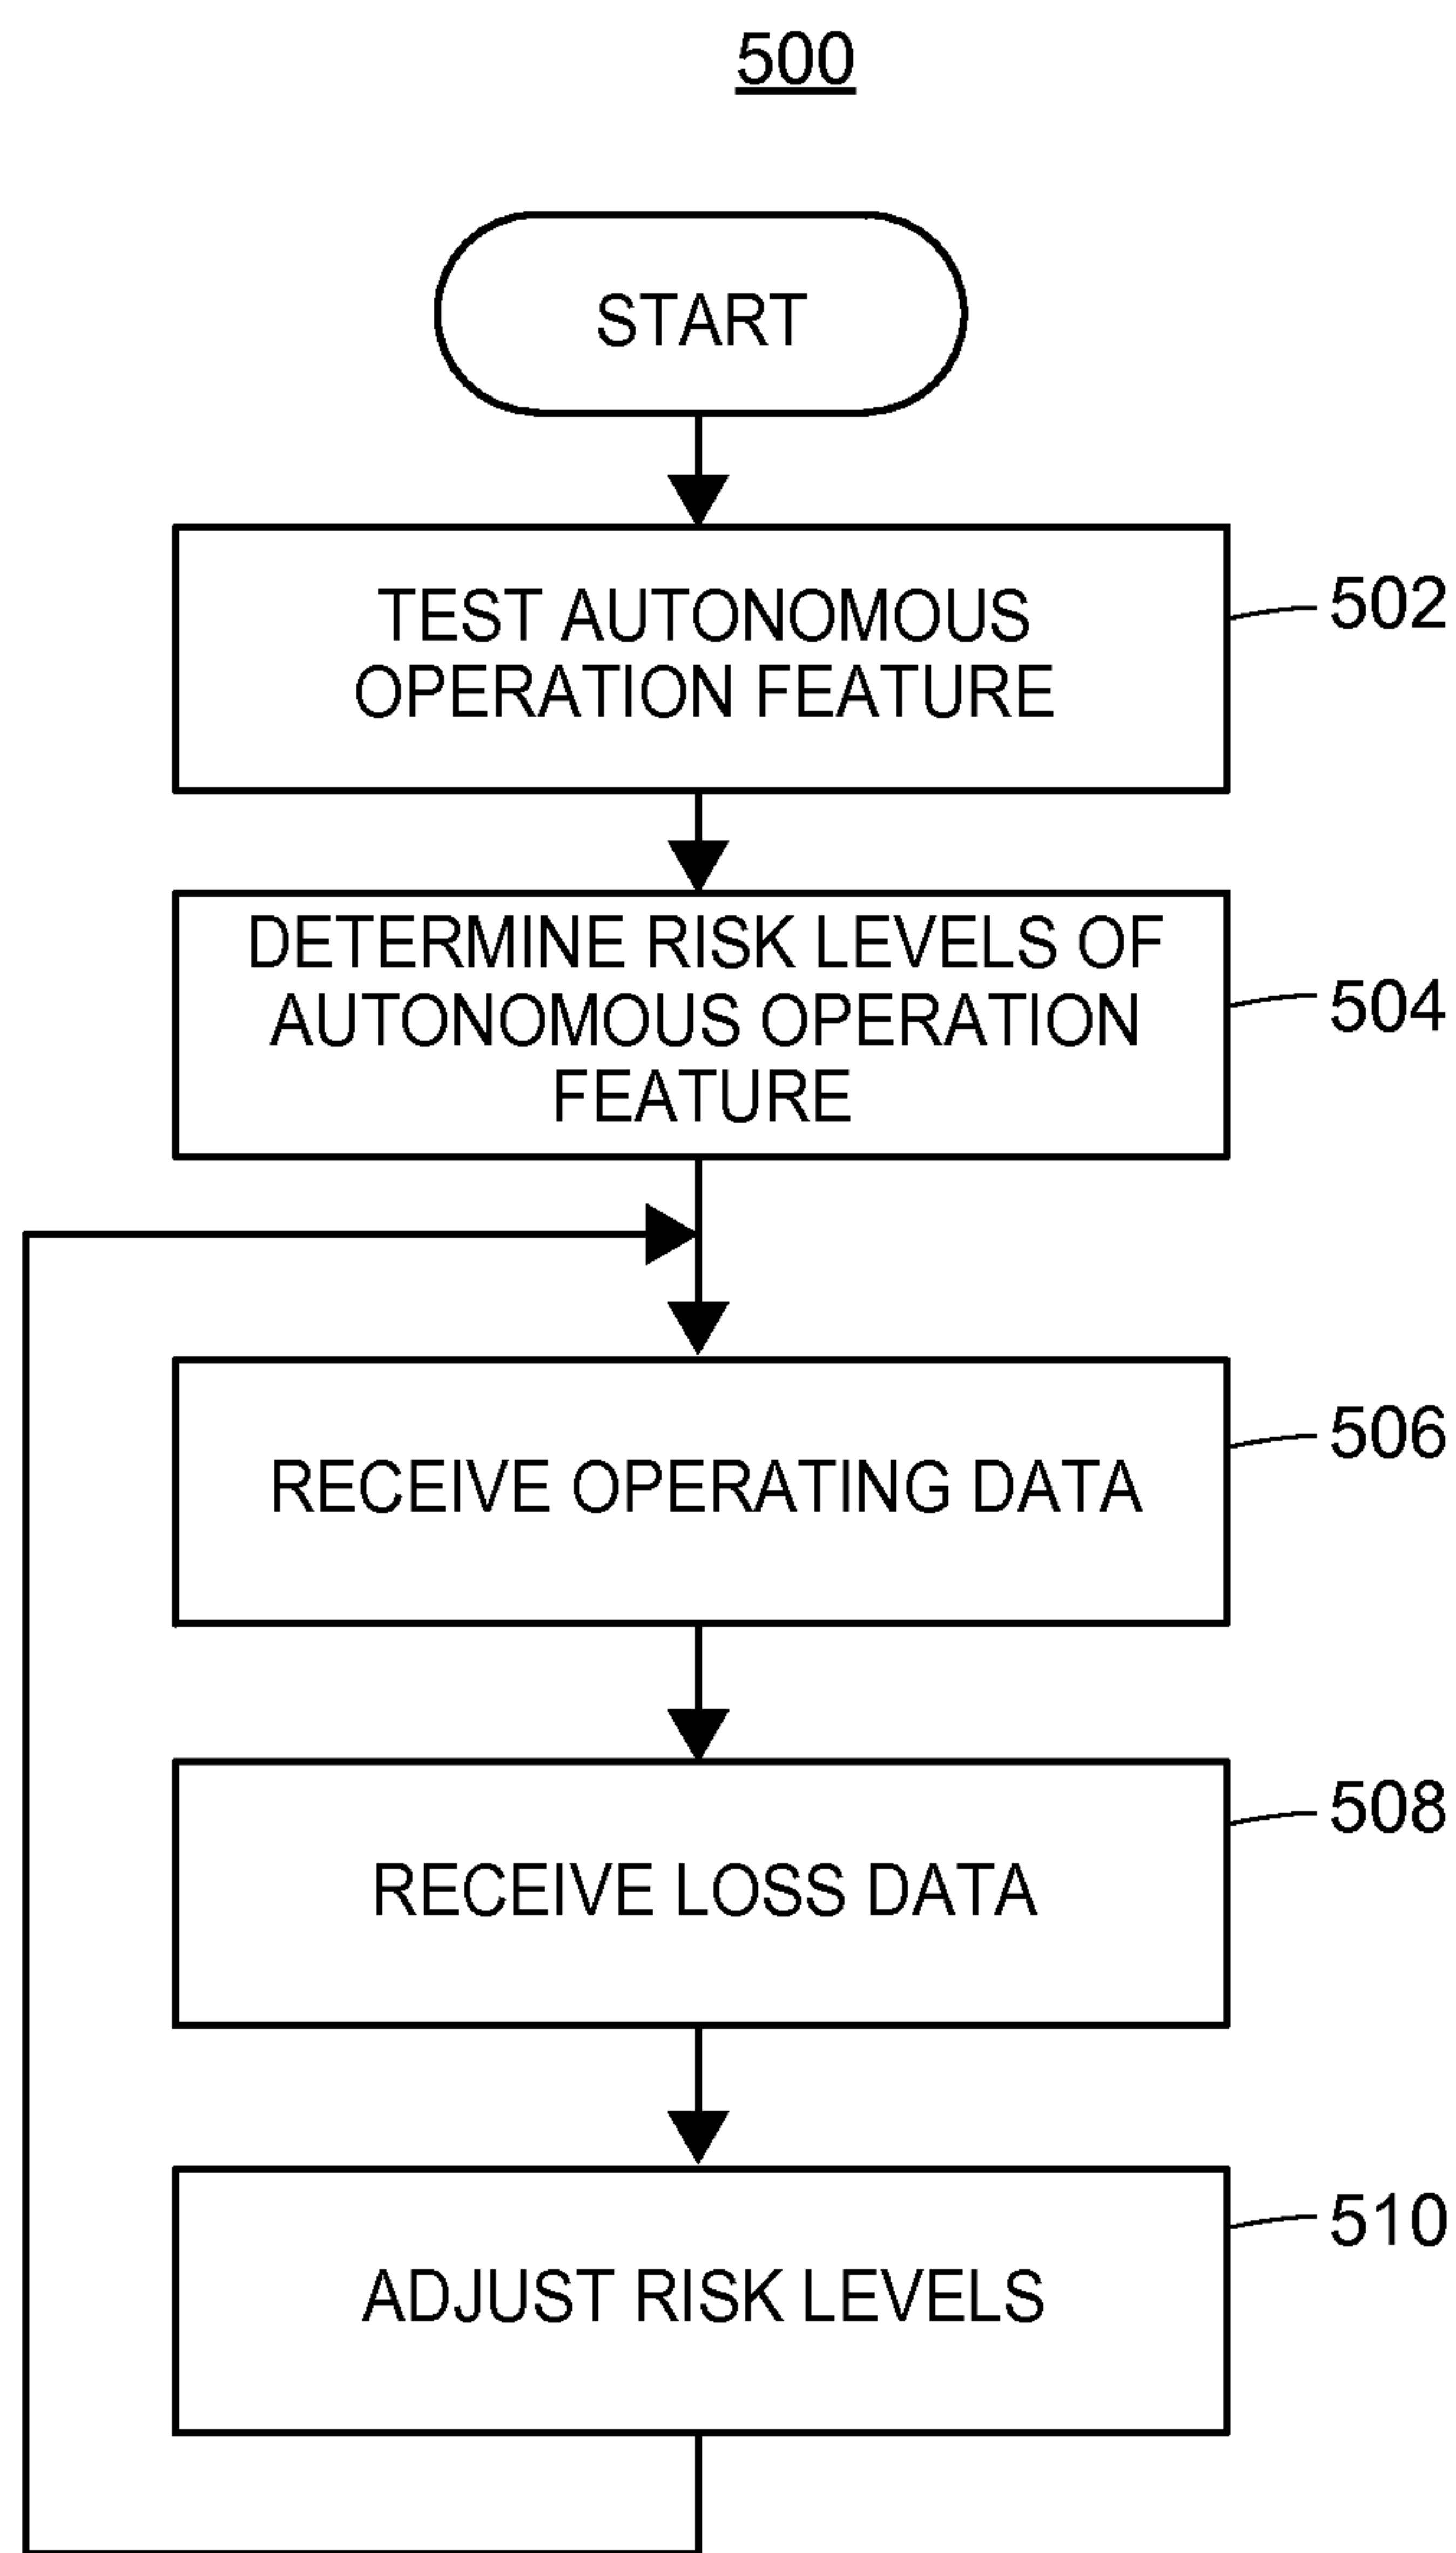 500
START
TEST AUTONOMOUS
OPERATION FEATURE
502
DETERMINE RISK LEVELS OF
AUTONOMOUS OPERATION
FEATURE
504
RECEIVE OPERATING DATA
506
RECEIVE LOSS DATA
508
ADJUST RISK LEVELS
510